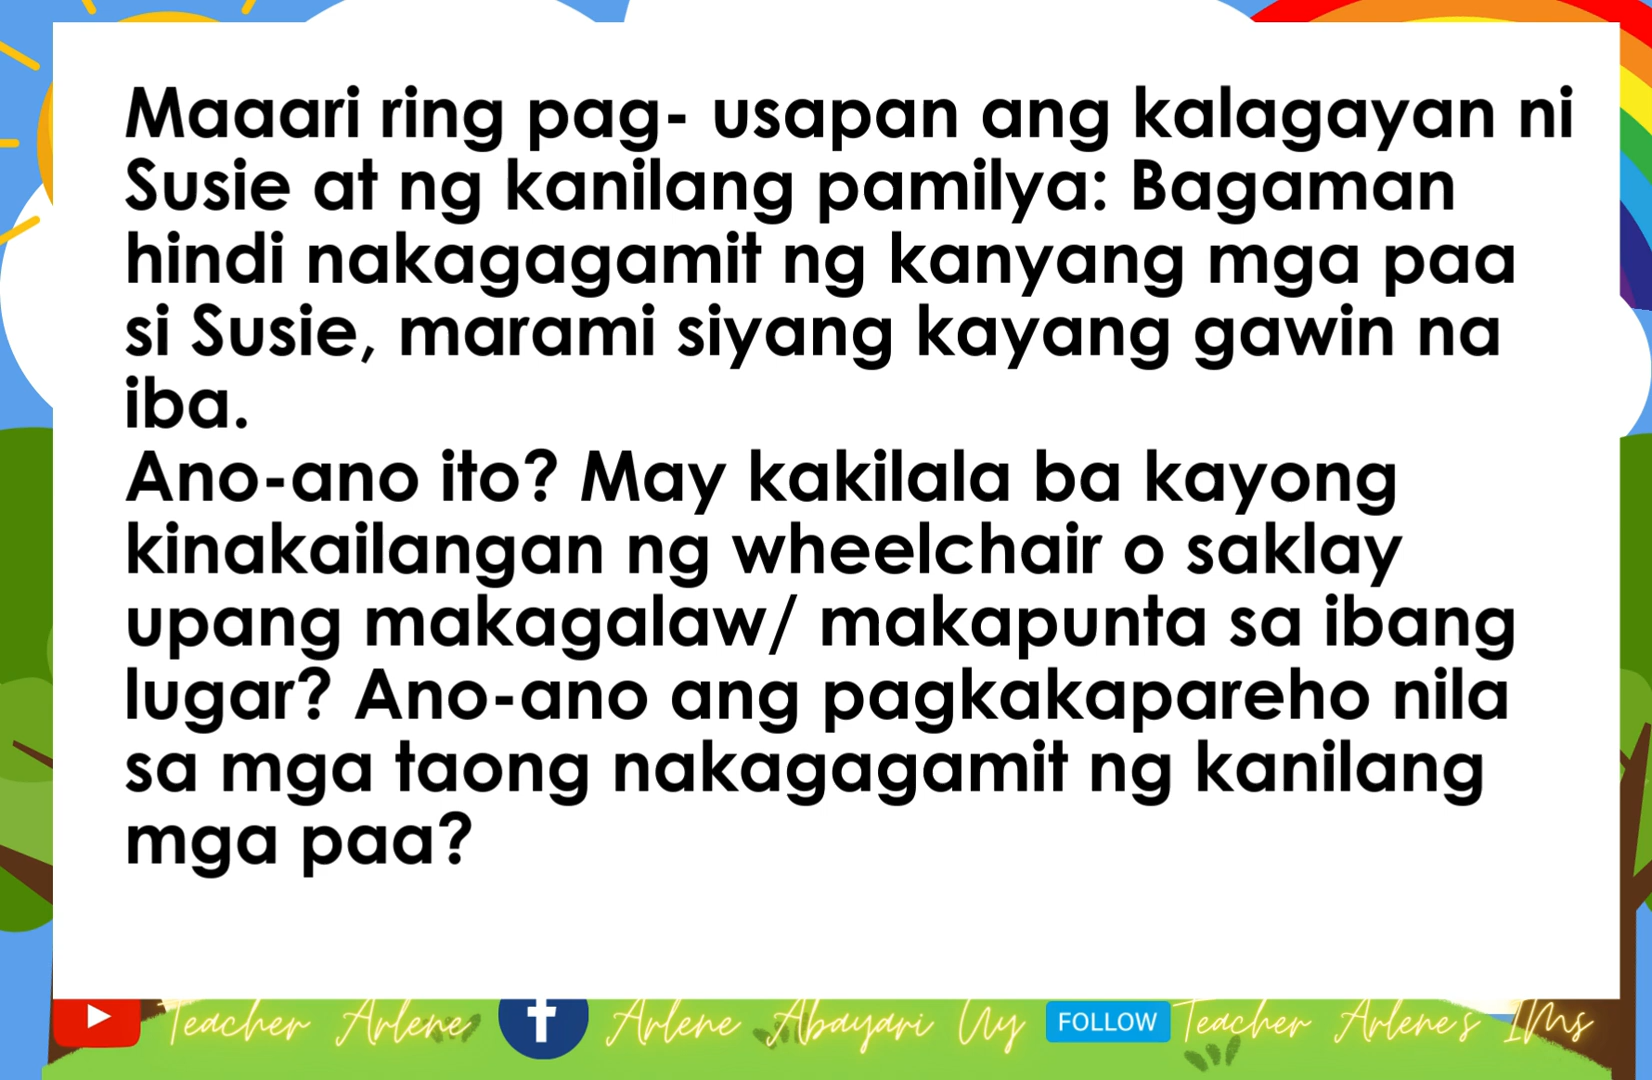 Maaari ring pag- usapan ang kalagayan ni
Susie at ng kanilang pamilya: Bagaman
hindi nakagagamit ng kanyang mga paa
si Susie, marami siyang kayang gawin na
iba.
Ano-ano ito? May kakilala ba kayong
kinakailangan ng wheelchair o saklay
upang makagalaw/ makapunta sa ibang
lugar? Ano-ano ang pagkakapareho nila
sa mga taong nakagagamit ng kanilang
mga paa?
Teacher Arlene f Arlene Abayari Uy FOLLOW Teacher Arlene's IMs